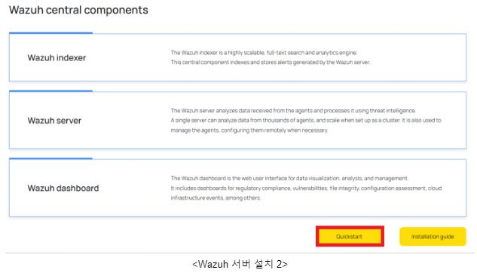 Wazuh central components
Wazuh indexer
The Wazuh indexer is a highly scalable, full-text search and analytics engine.
This central component indexes and stores alerts generated by the Wazuh server.
Wazuh server
The Wazuh server analyzes data received from the agents and processes it using threat intelligence.
A single server can analyze data from thousands of agents, and scale when set up as a cluster. It is also used to
manage the agents, configuring them remotely when necessary.
Wazuh dashboard
The Wazuh dashboard is the web user interface for data visualization, analysis, and management.
It includes dashboards for regulatory compliance, vulnerabilities, file integrity, configuration assessment, cloud
infrastructure events, among others.
Quickstart
Installation guide
<Wazuh 서버 설치 2>